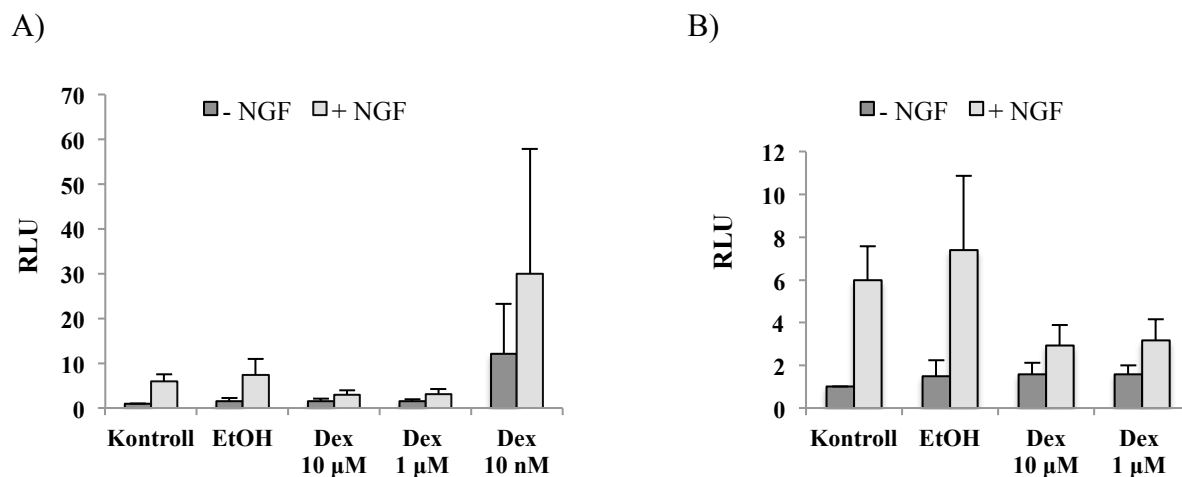 A)
B)
70
60
50
40
30
20
10
0
RLU
- NGF + NGF
Kontroll EtOH Dex Dex Dex
10 µM 1 µM 10 nM
12
10
8
6
4
2
0
RLU
- NGF + NGF
Kontroll EtOH Dex Dex
10 µM 1 µM